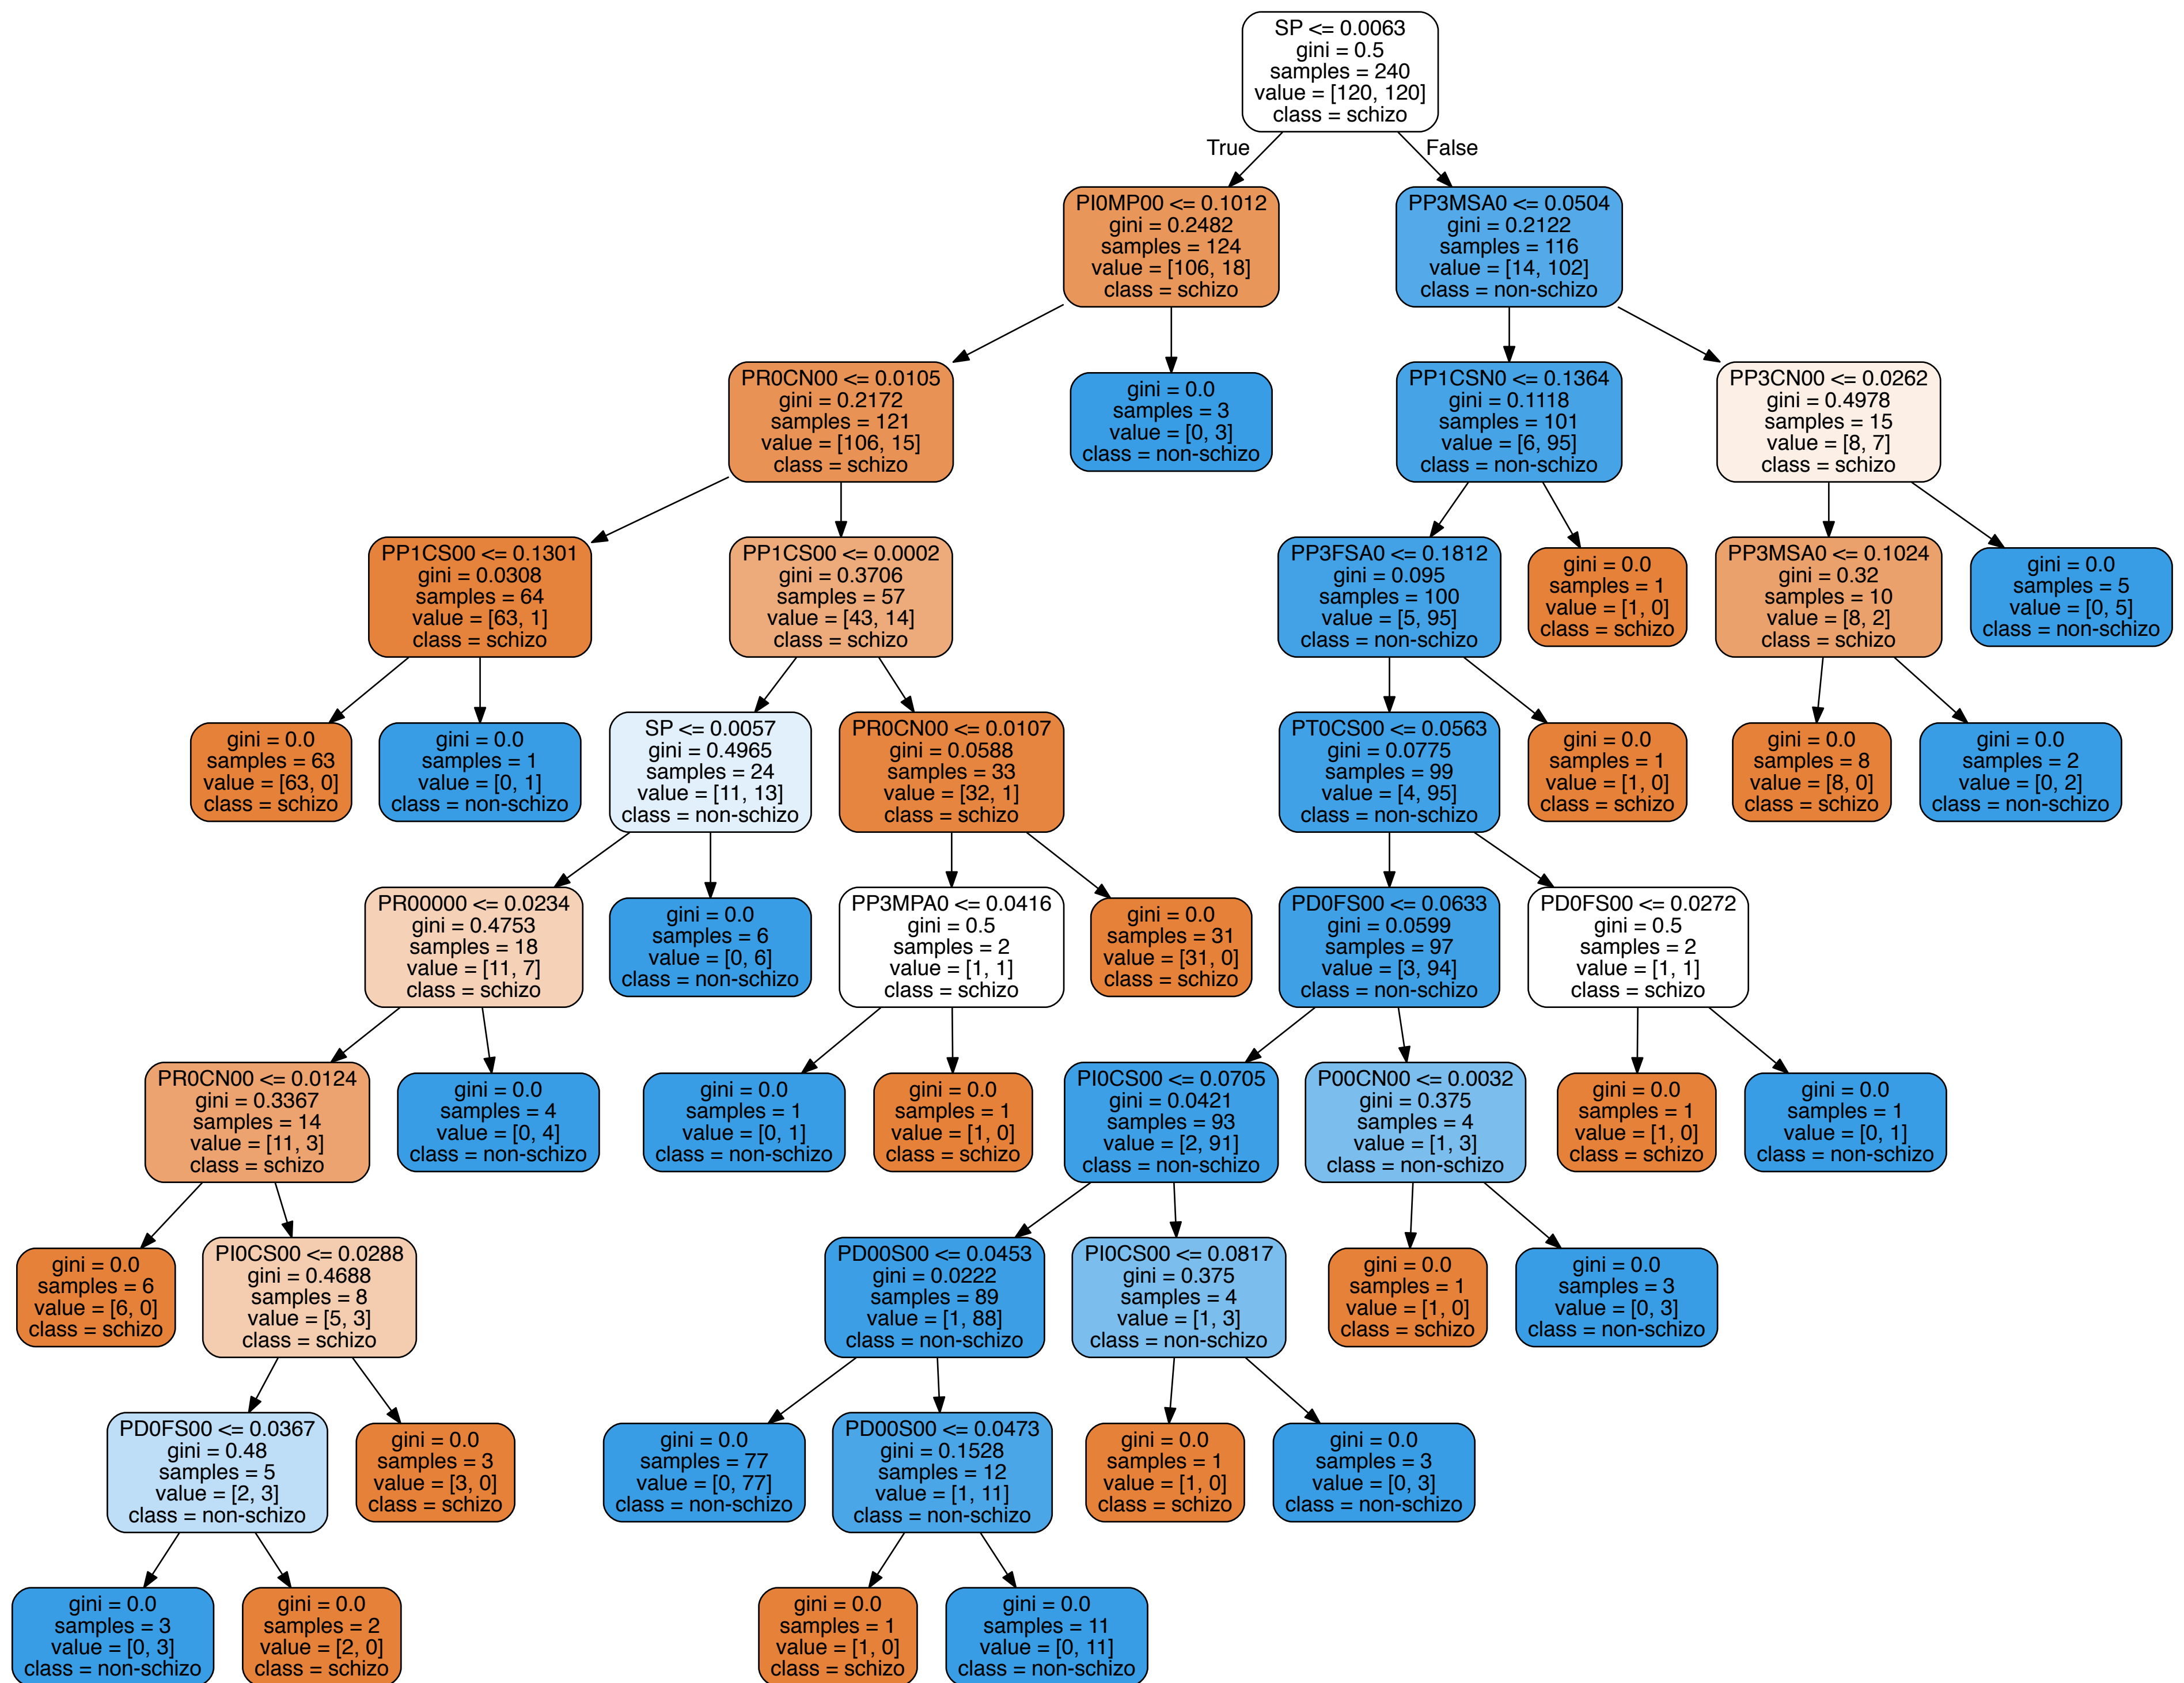 SP <= 0.0063
gini = 0.5
samples = 240
value = [120, 120]
class = schizo
True
False
PI0MP00 <= 0.1012
gini = 0.2482
samples = 124
value = [106, 18]
class = schizo
PP3MSA0 <= 0.0504
gini = 0.2122
samples = 116
value = [14, 102]
class = non-schizo
PR0CN00 <= 0.0105
gini = 0.2172
samples = 121
value = [106, 15]
class = schizo
gini = 0.0
samples = 3
value = [0, 3]
class = non-schizo
PP1CSN0 <= 0.1364
gini = 0.1118
samples = 101
value = [6, 95]
class = non-schizo
PP3CN00 <= 0.0262
gini = 0.4978
samples = 15
value = [8, 7]
class = schizo
PP1CS00 <= 0.1301
gini = 0.0308
samples = 64
value = [63, 1]
class = schizo
PP1CS00 <= 0.0002
gini = 0.3706
samples = 57
value = [43, 14]
class = schizo
PP3FSA0 <= 0.1812
gini = 0.095
samples = 100
value = [5, 95]
class = non-schizo
gini = 0.0
samples = 1
value = [1, 0]
class = schizo
PP3MSA0 <= 0.1024
gini = 0.32
samples = 10
value = [8, 2]
class = schizo
gini = 0.0
samples = 5
value = [0, 5]
class = non-schizo
gini = 0.0
samples = 63
value = [63, 0]
class = schizo
gini = 0.0
samples = 1
value = [0, 1]
class = non-schizo
SP <= 0.0057
gini = 0.4965
samples = 24
value = [11, 13]
class = non-schizo
PR0CN00 <= 0.0107
gini = 0.0588
samples = 33
value = [32, 1]
class = schizo
PT0CS00 <= 0.0563
gini = 0.0775
samples = 99
value = [4, 95]
class = non-schizo
gini = 0.0
samples = 1
value = [1, 0]
class = schizo
gini = 0.0
samples = 8
value = [8, 0]
class = schizo
gini = 0.0
samples = 2
value = [0, 2]
class = non-schizo
PR00000 <= 0.0234
gini = 0.4753
samples = 18
value = [11, 7]
class = schizo
gini = 0.0
samples = 6
value = [0, 6]
class = non-schizo
PP3MPA0 <= 0.0416
gini = 0.5
samples = 2
value = [1, 1]
class = schizo
gini = 0.0
samples = 31
value = [31, 0]
class = schizo
PD0FS00 <= 0.0633
gini = 0.0599
samples = 97
value = [3, 94]
class = non-schizo
PD0FS00 <= 0.0272
gini = 0.5
samples = 2
value = [1, 1]
class = schizo
PR0CN00 <= 0.0124
gini = 0.3367
samples = 14
value = [11, 3]
class = schizo
gini = 0.0
samples = 4
value = [0, 4]
class = non-schizo
gini = 0.0
samples = 1
value = [0, 1]
class = non-schizo
gini = 0.0
samples = 1
value = [1, 0]
class = schizo
PI0CS00 <= 0.0705
gini = 0.0421
samples = 93
value = [2, 91]
class = non-schizo
P00CN00 <= 0.0032
gini = 0.375
samples = 4
value = [1, 3]
class = non-schizo
gini = 0.0
samples = 1
value = [1, 0]
class = schizo
gini = 0.0
samples = 1
value = [0, 1]
class = non-schizo
gini = 0.0
samples = 6
value = [6, 0]
class = schizo
PI0CS00 <= 0.0288
gini = 0.4688
samples = 8
value = [5, 3]
class = schizo
PD00S00 <= 0.0453
gini = 0.0222
samples = 89
value = [1, 88]
class = non-schizo
PI0CS00 <= 0.0817
gini = 0.375
samples = 4
value = [1, 3]
class = non-schizo
gini = 0.0
samples = 1
value = [1, 0]
class = schizo
gini = 0.0
samples = 3
value = [0, 3]
class = non-schizo
PD0FS00 <= 0.0367
gini = 0.48
samples = 5
value = [2, 3]
class = non-schizo
gini = 0.0
samples = 3
value = [3, 0]
class = schizo
gini = 0.0
samples = 77
value = [0, 77]
class = non-schizo
PD00S00 <= 0.0473
gini = 0.1528
samples = 12
value = [1, 11]
class = non-schizo
gini = 0.0
samples = 1
value = [1, 0]
class = schizo
gini = 0.0
samples = 3
value = [0, 3]
class = non-schizo
gini = 0.0
samples = 3
value = [0, 3]
class = non-schizo
gini = 0.0
samples = 2
value = [2, 0]
class = schizo
gini = 0.0
samples = 1
value = [1, 0]
class = schizo
gini = 0.0
samples = 11
value = [0, 11]
class = non-schizo